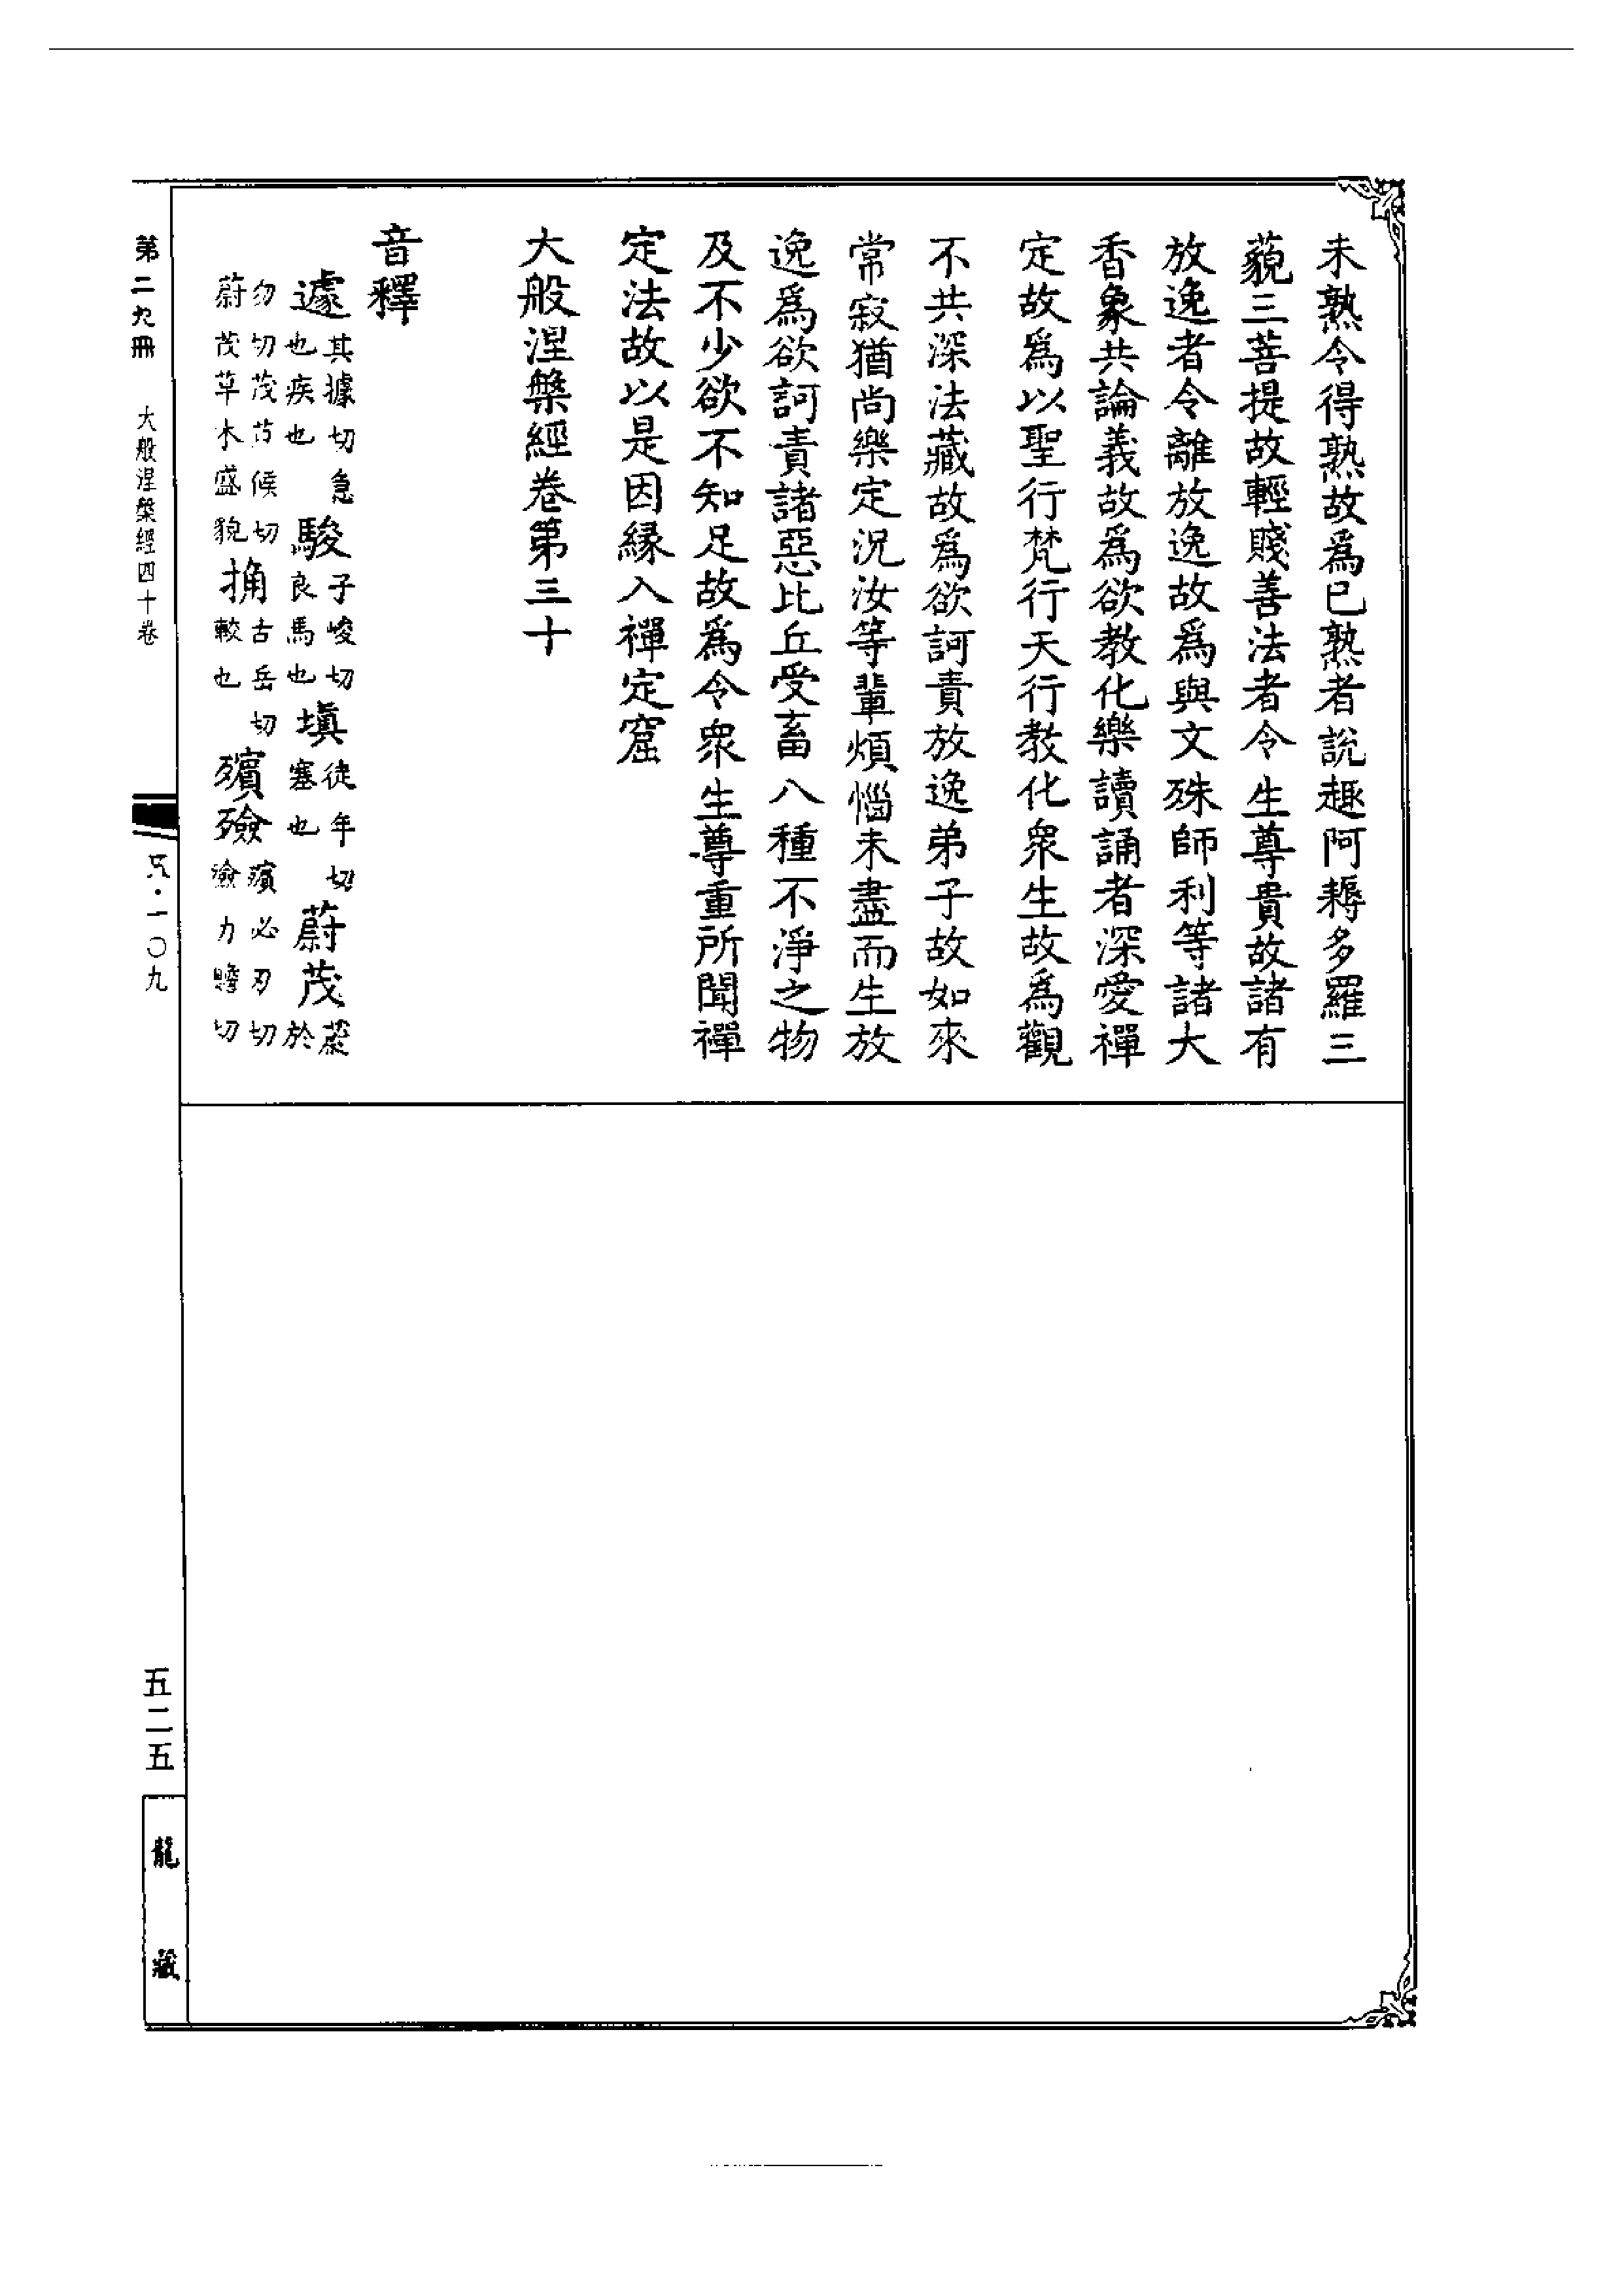 未熟令得熟故爲已熟者說趣阿耨多羅三
藐三菩提故輕賤善法者令生尊貴故諸有
放逸者令離放逸故爲與文殊師利等諸大
香象共論義故爲欲教化樂讀誦者深愛禪
定故爲以聖行梵行天行教化衆生故爲觀
不共深法藏故爲欲訶責放逸弟子故如來
常寂猶尚樂定況汝等輩煩惱未盡而生放
逸爲欲訶責諸惡比丘受畜八種不淨之物
及不少欲不知足故爲令衆生尊重所聞禪
定法故以是因緣入禪定窟
大般涅槃經卷第三十
音釋
遽其據切急也疾也 駿子峻切良馬也 塡徒年切塞也 蔚茂蔚於
勿切茂莫候切蔚茂草木盛貌 捔古岳切較也 殯殮殯必刃切殮力驗切
第二九冊 大般涅槃經四十卷
一〇九
五二五
龍藏